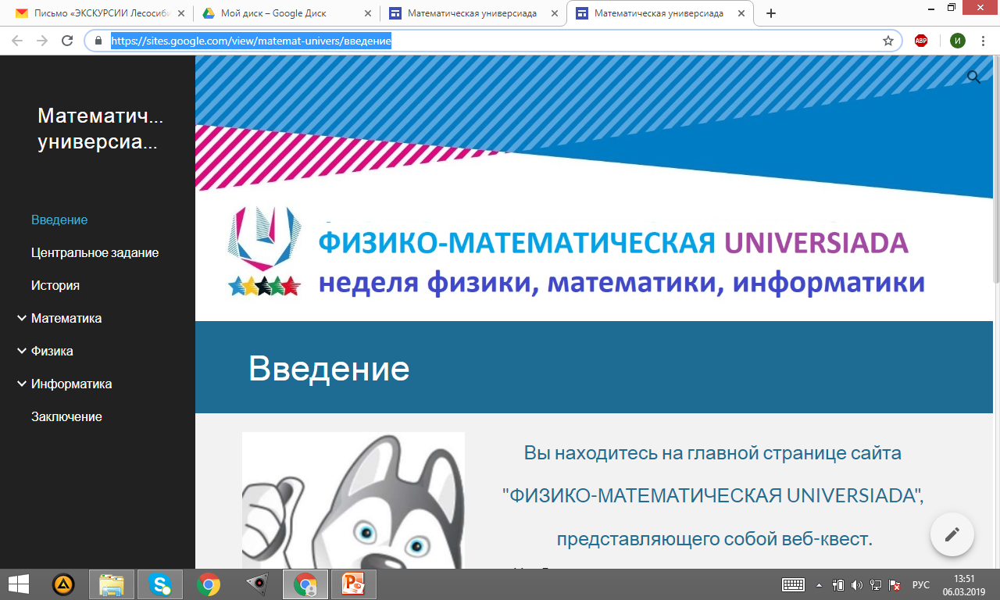 Письмо «ЭКСКУРСИИ Лесосиби
Мой диск – Google Диск
Математическая универсиада
Математическая универсиада
https://sites.google.com/view/matemat-univers/введение
ABP
И
Математич...
универсиа...
Введение
Центральное задание
История
Математика
Физика
Информатика
Заключение
ФИЗИКО-МАТЕМАТИЧЕСКАЯ UNIVERSIADA
неделя физики, математики, информатики
Введение
Вы находитесь на главной странице сайта
"ФИЗИКО-МАТЕМАТИЧЕСКАЯ UNIVERSIADA",
представляющего собой веб-квест.
РУС
13:51
06.03.2019